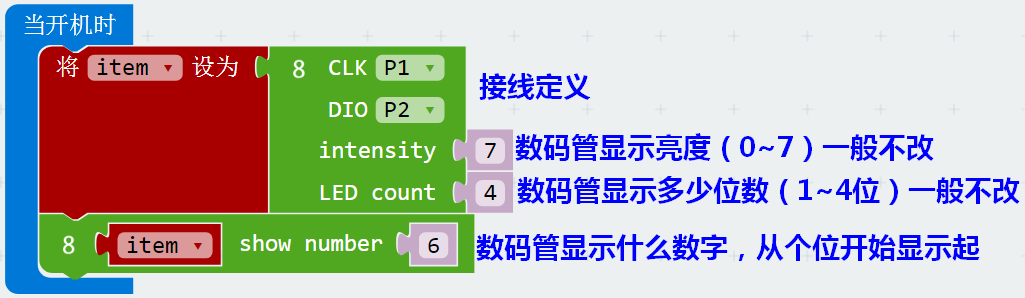 当开机时
将 item 设为 8 CLK P1
接线定义
DIO P2
intensity 7 数码管显示亮度（0~7）一般不改
LED count 4 数码管显示多少位数（1~4位）一般不改
8 item show number 6 数码管显示什么数字，从个位开始显示起